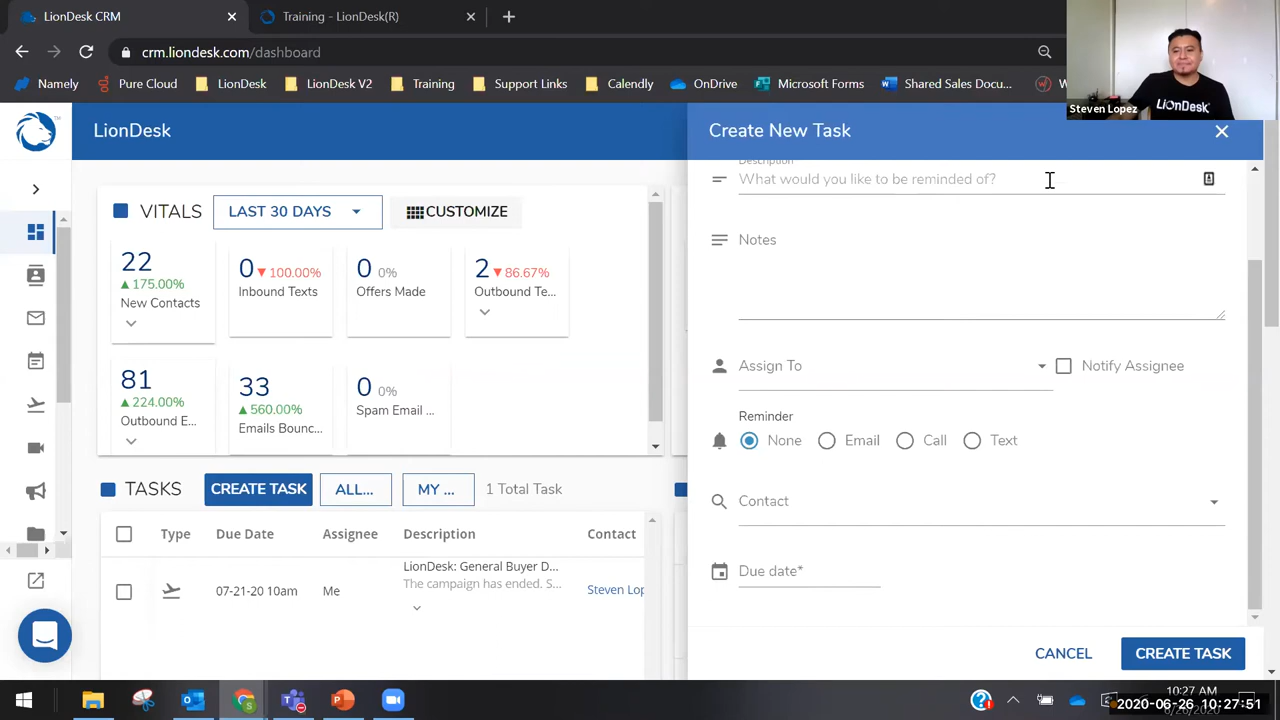 LionDesk CRM
Training - LionDesk(R)
crm.liondesk.com/dashboard
Namely
Pure Cloud
LionDesk
LionDesk V2
Training
Support Links
Calendly
OnDrive
Microsoft Forms
Shared Sales Docu...
W
Steven Lopez
LionDesk
LionDesk
Create New Task
VITALS
LAST 30 DAYS
CUSTOMIZE
22
175.00%
New Contacts
0 100.00%
Inbound Texts
0 0%
Offers Made
2 86.67%
Outbound Te...
81
224.00%
Outbound E...
33
560.00%
Emails Bounc...
0 0%
Spam Email ...
TASKS
CREATE TASK
ALL...
MY ...
1 Total Task
Type
Due Date
Assignee
Description
Contact
07-21-20 10am
Me
LionDesk: General Buyer D...
The campaign has ended. S...
Steven Lop
Description
What would you like to be reminded of?
Notes
Assign To
Notify Assignee
Reminder
None
Email
Call
Text
Contact
Due date*
CANCEL
CREATE TASK
10:27 AM
2020-06-26 10:27:51